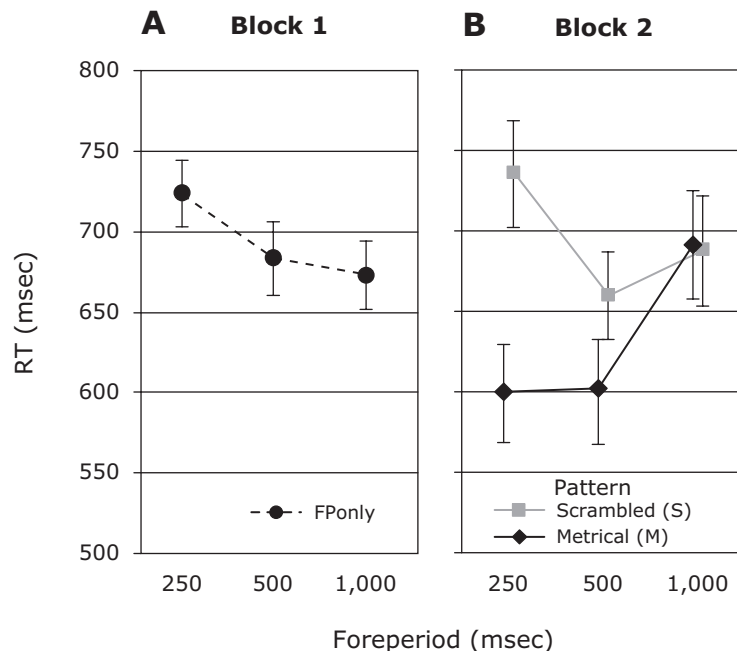 A Block 1
B Block 2
RT (msec)
800
750
700
650
600
550
500
FPonly
Pattern
Scrambled (S)
Metrical (M)
250 500 1,000
250 500 1,000
Foreperiod (msec)